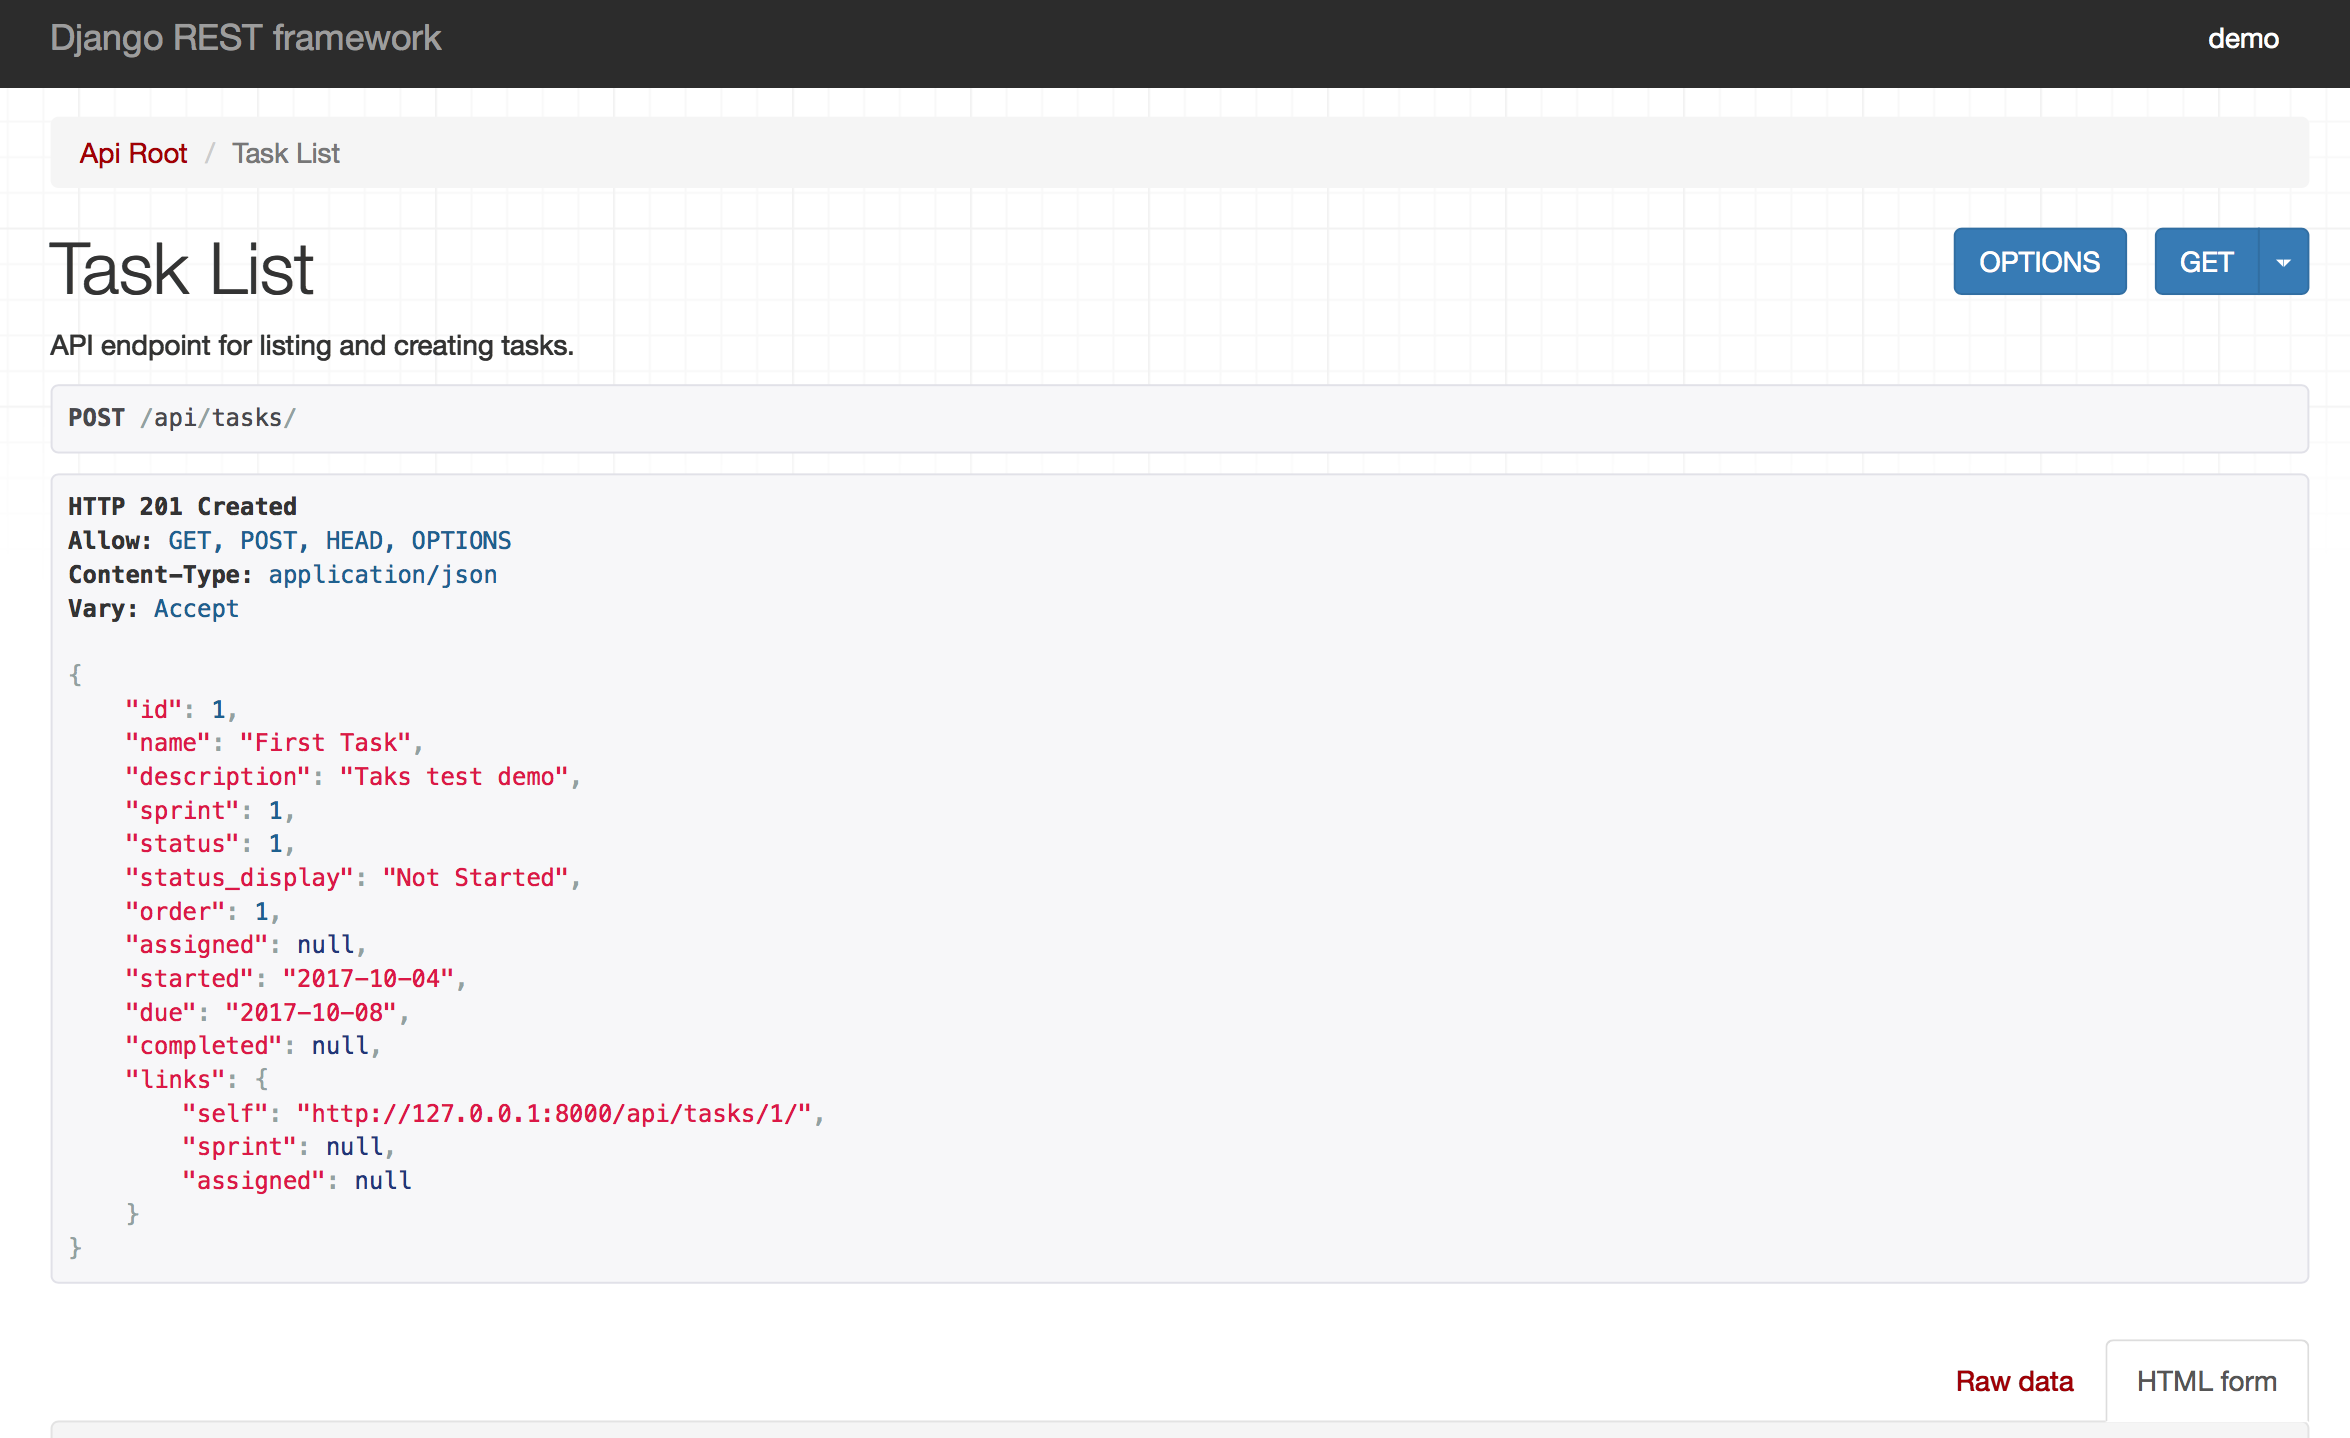 Django REST framework
demo
Api Root / Task List
Task List
OPTIONS
GET
API endpoint for listing and creating tasks.
POST /api/tasks/
HTTP 201 Created
Allow: GET, POST, HEAD, OPTIONS
Content-Type: application/json
Vary: Accept
{
    "id": 1,
    "name": "First Task",
    "description": "Taks test demo",
    "sprint": 1,
    "status": 1,
    "status_display": "Not Started",
    "order": 1,
    "assigned": null,
    "started": "2017-10-04",
    "due": "2017-10-08",
    "completed": null,
    "links": {
        "self": "http://127.0.0.1:8000/api/tasks/1/",
        "sprint": null,
        "assigned": null
    }
}
Raw data
HTML form